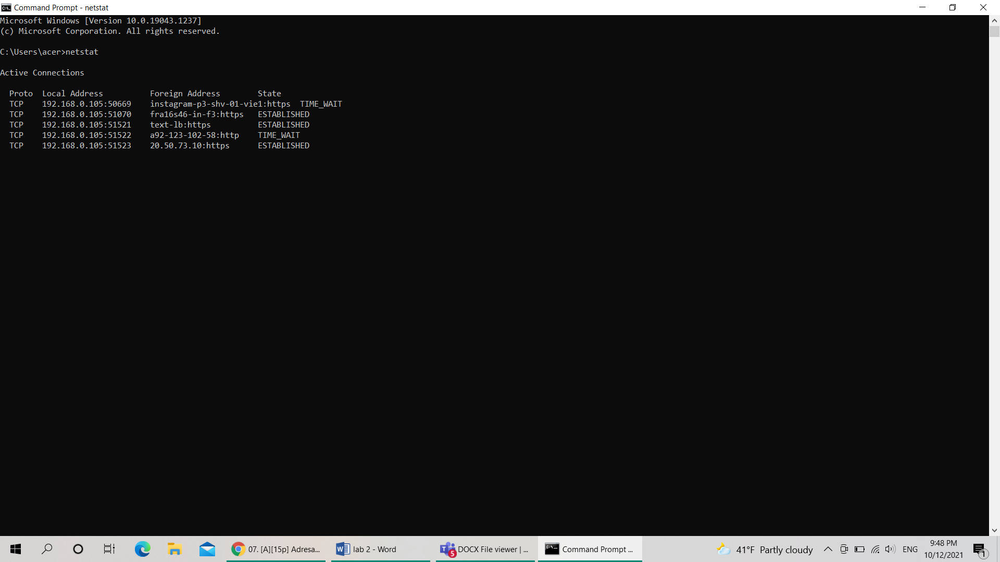 Command Prompt - netstat
Microsoft Windows [Version 10.0.19043.1237]
(c) Microsoft Corporation. All rights reserved.
C:\Users\acer>netstat
Active Connections
Proto  Local Address          Foreign Address        State
TCP    192.168.0.105:50669    instagram-p3-shv-01-vie1:https  TIME_WAIT
TCP    192.168.0.105:51070    fra16s46-in-f3:https   ESTABLISHED
TCP    192.168.0.105:51521    text-lb:https          ESTABLISHED
TCP    192.168.0.105:51522    a92-123-102-58:http    TIME_WAIT
TCP    192.168.0.105:51523    20.50.73.10:https      ESTABLISHED
07. [A][15p] Adresa...
lab 2 - Word
5
DOCX File viewer | ...
Command Prompt ...
41°F Partly cloudy
ENG
9:48 PM
10/12/2021
1